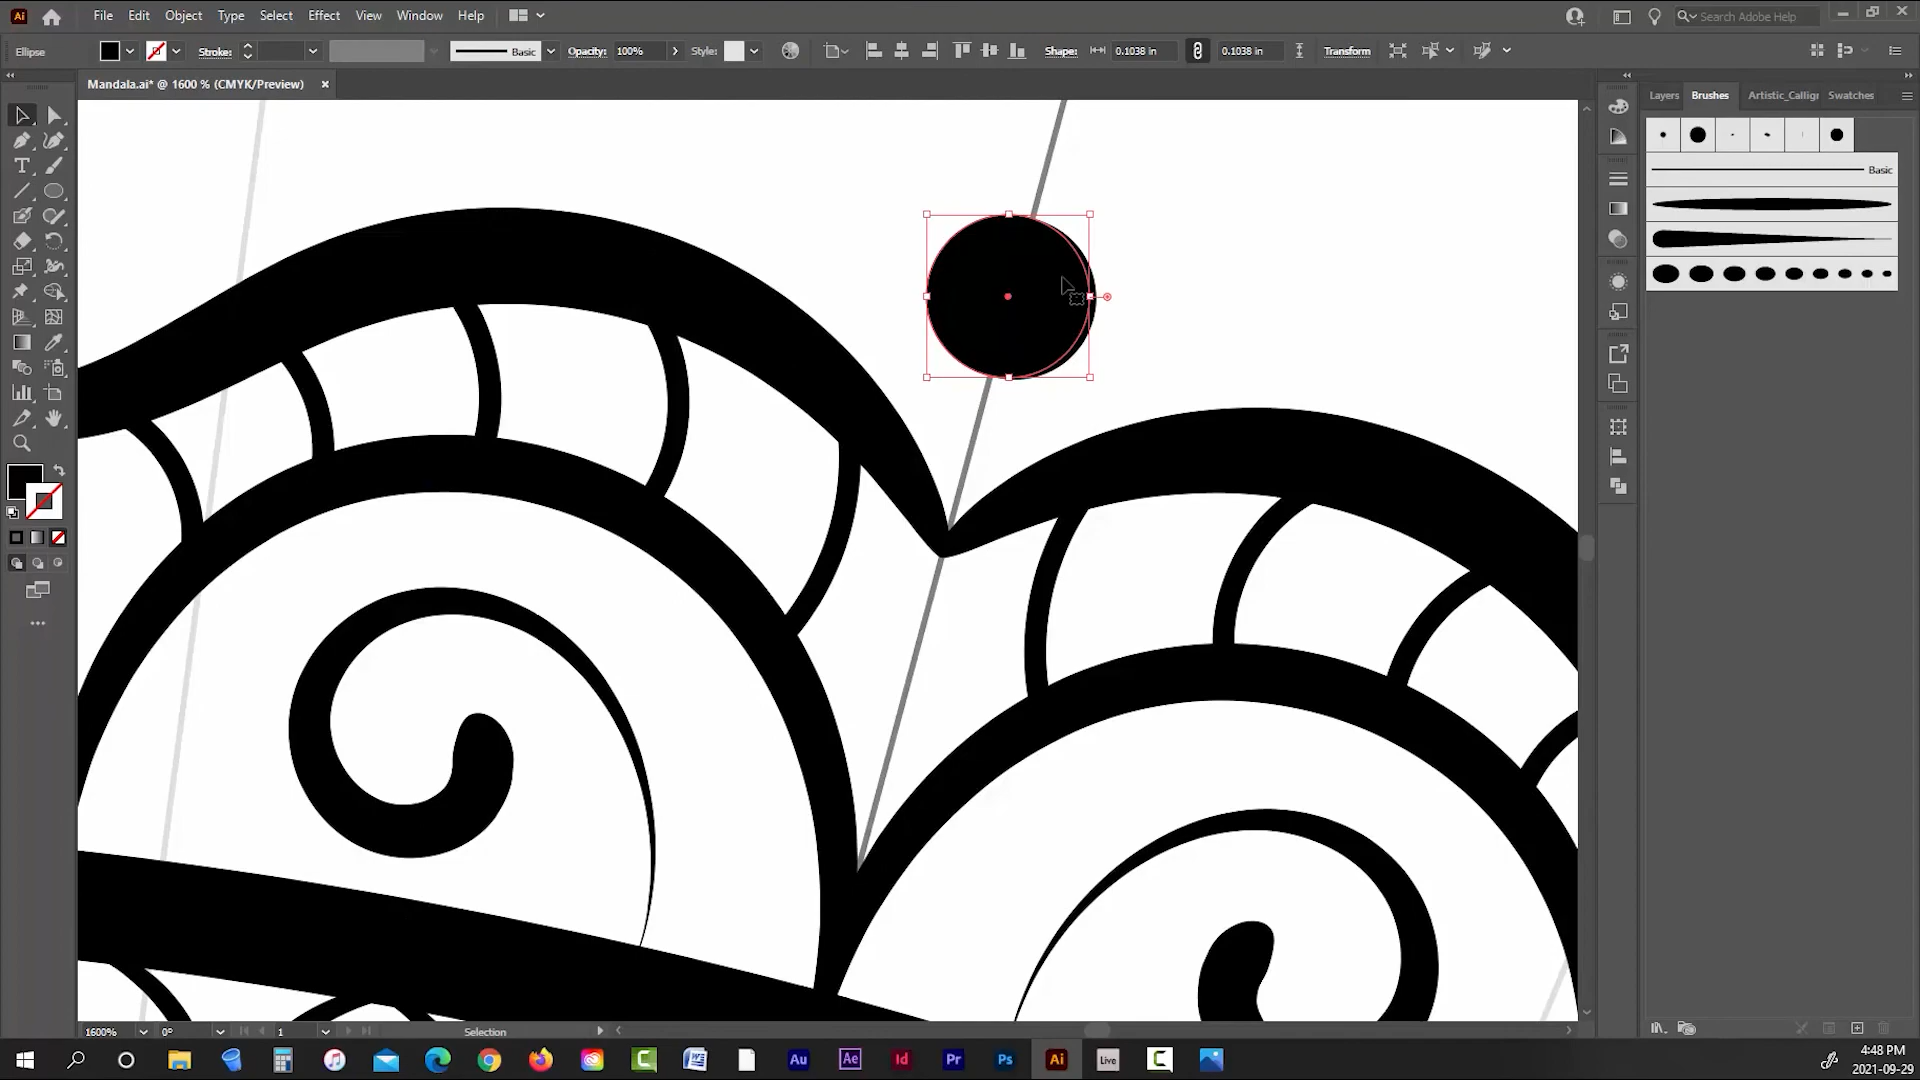 Ai File Edit Object Type Select Effect View Window Help Search Adobe Help
Ellipse Stroke: Basic Opacity: 100% Style: Shape: 0.1038 in 0.1038 in Transform
Mandala.ai* @ 1600 % (CMYK/Preview) ×
Layers Brushes Artistic_Calligr Swatches
Basic
1600% 0° 1 Selection
W Au Ae Id Pr Ps Ai Live C
4:48 PM
2021-09-29